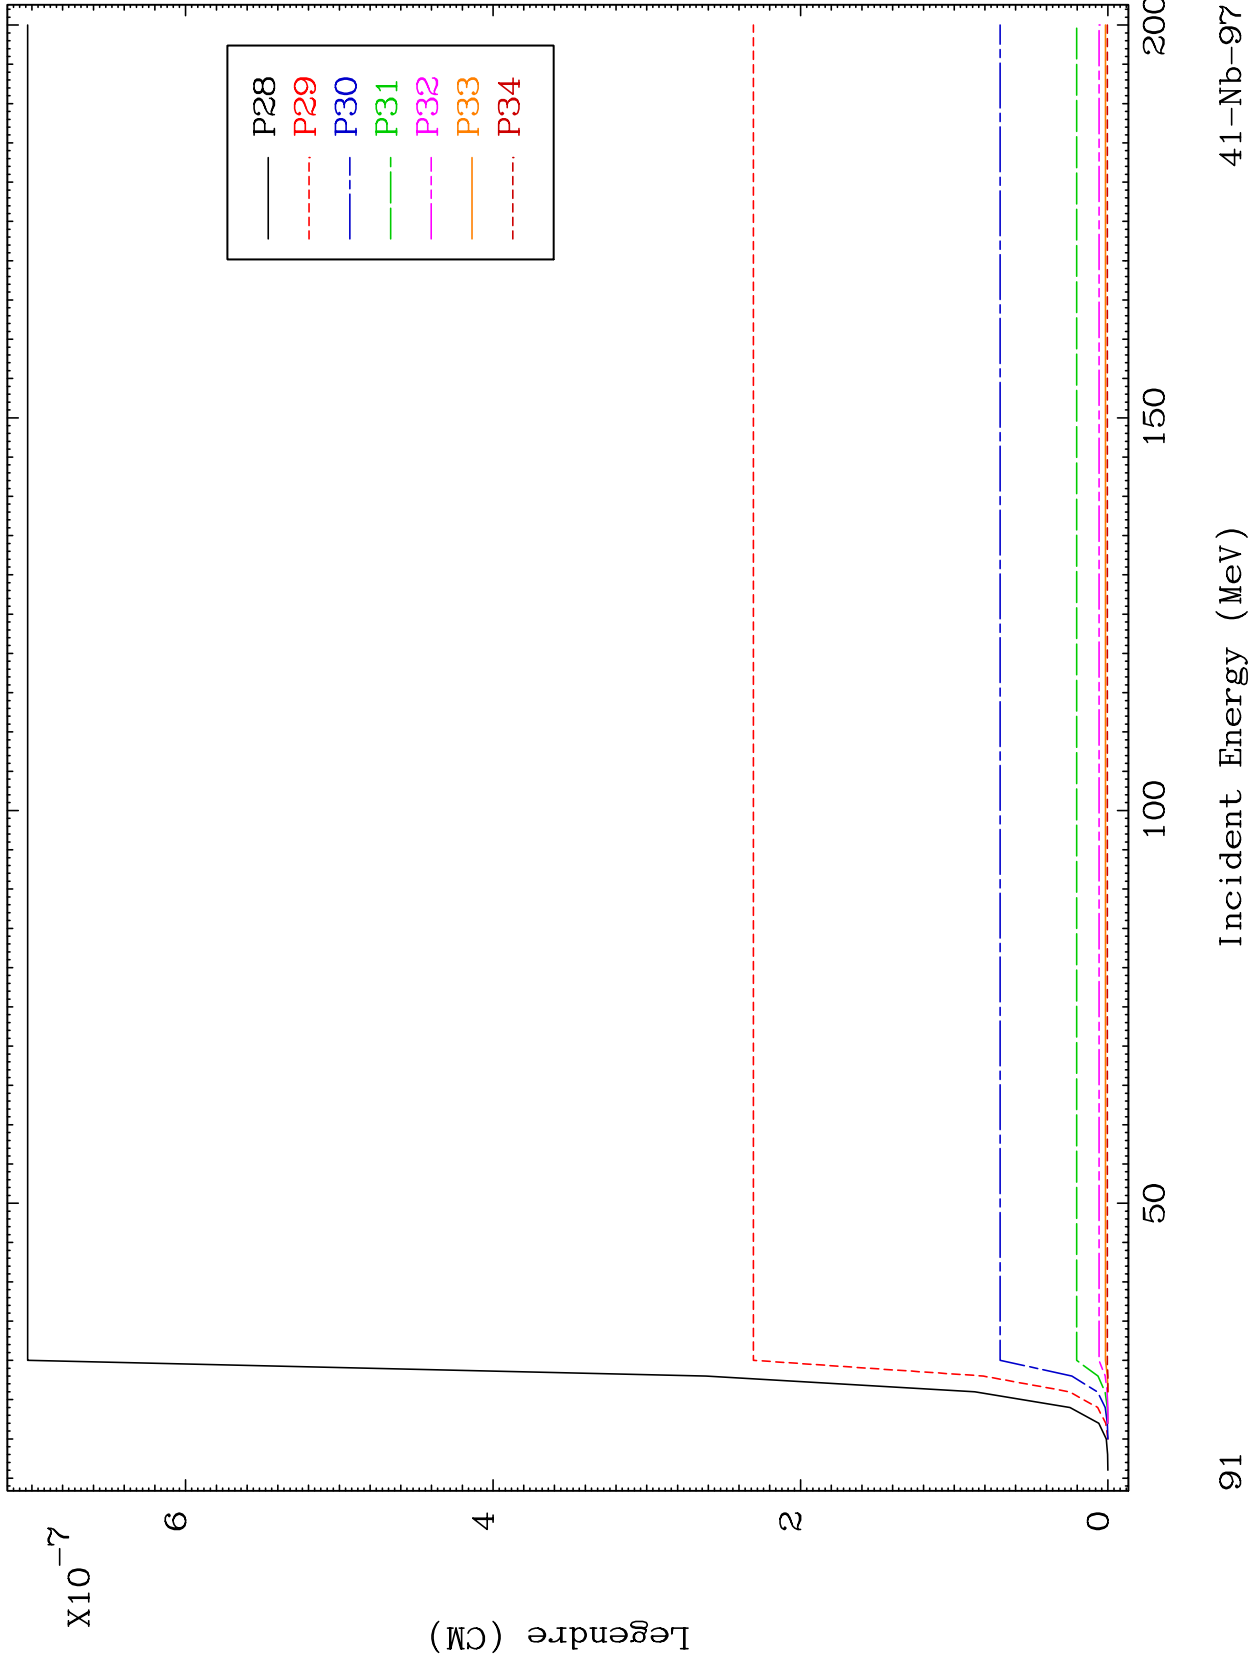 X10-7
Legendre (CM)
6
4
2
0
P28
P29
P30
P31
P32
P33
P34
50
100
150
200
91
Incident Energy (MeV)
41-Nb-97